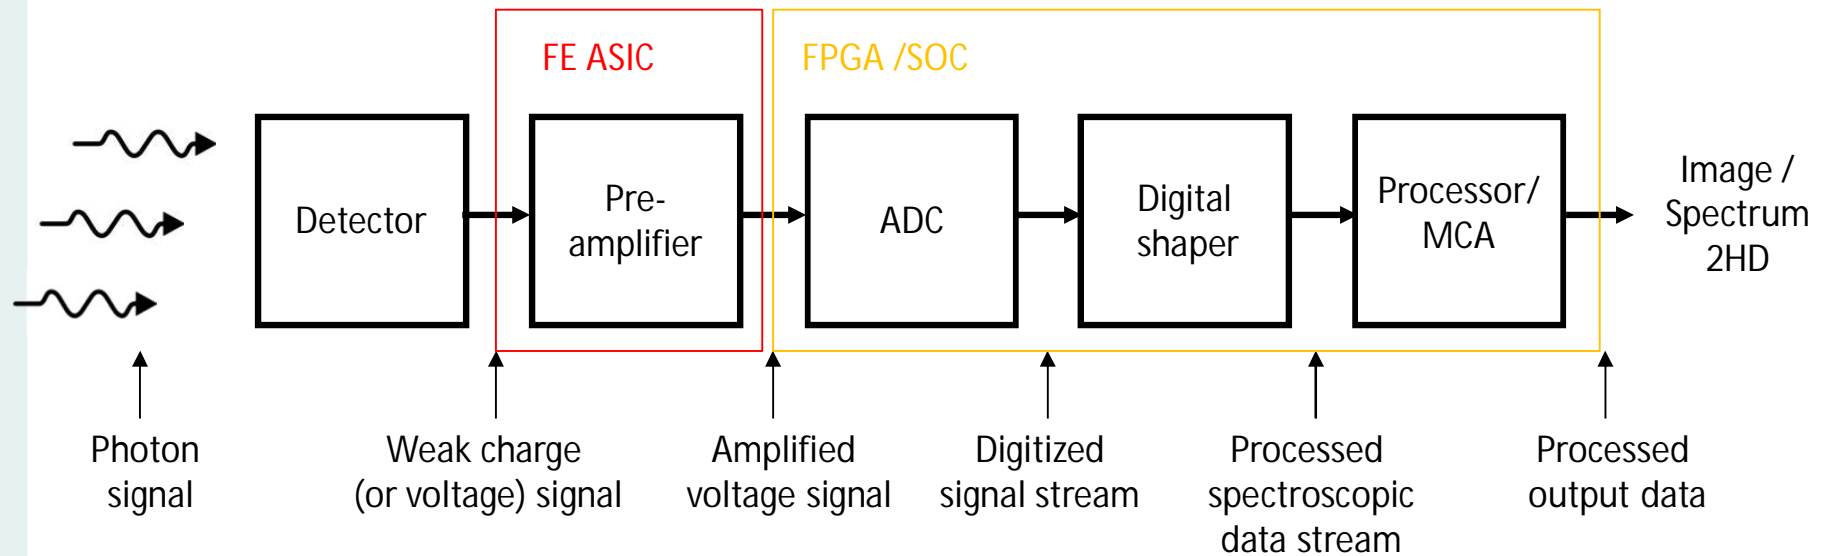 FE ASIC
FPGA /SOC
Detector
Pre-
amplifier
ADC
Digital
shaper
Processor/
MCA
Image /
Spectrum
2HD
Photon
signal
Weak charge
(or voltage) signal
Amplified
voltage signal
Digitized
signal stream
Processed
spectroscopic
data stream
Processed
output data